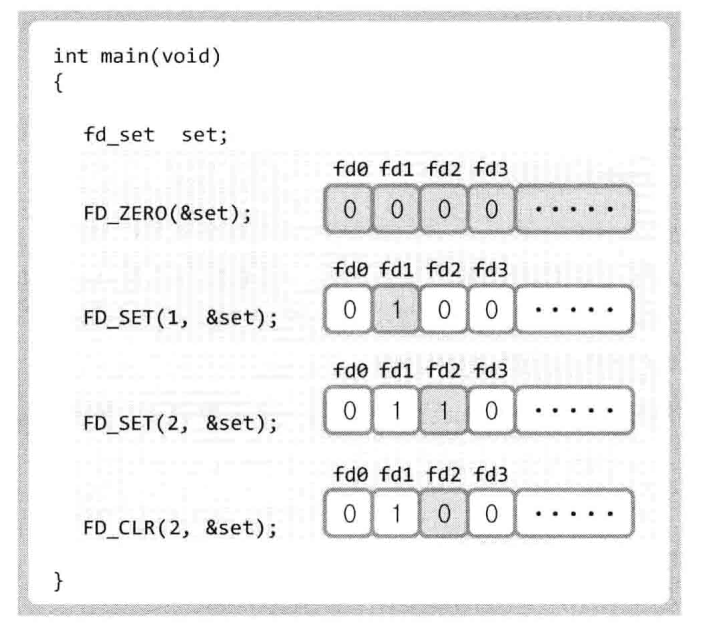 int main(void)
{
fd_set set;
fd0 fd1 fd2 fd3
FD_ZERO(&set); 0 0 0 0 ·····
fd0 fd1 fd2 fd3
FD_SET(1, &set); 0 1 0 0 ·····
fd0 fd1 fd2 fd3
FD_SET(2, &set); 0 1 1 0 ·····
fd0 fd1 fd2 fd3
FD_CLR(2, &set); 0 1 0 0 ·····
}